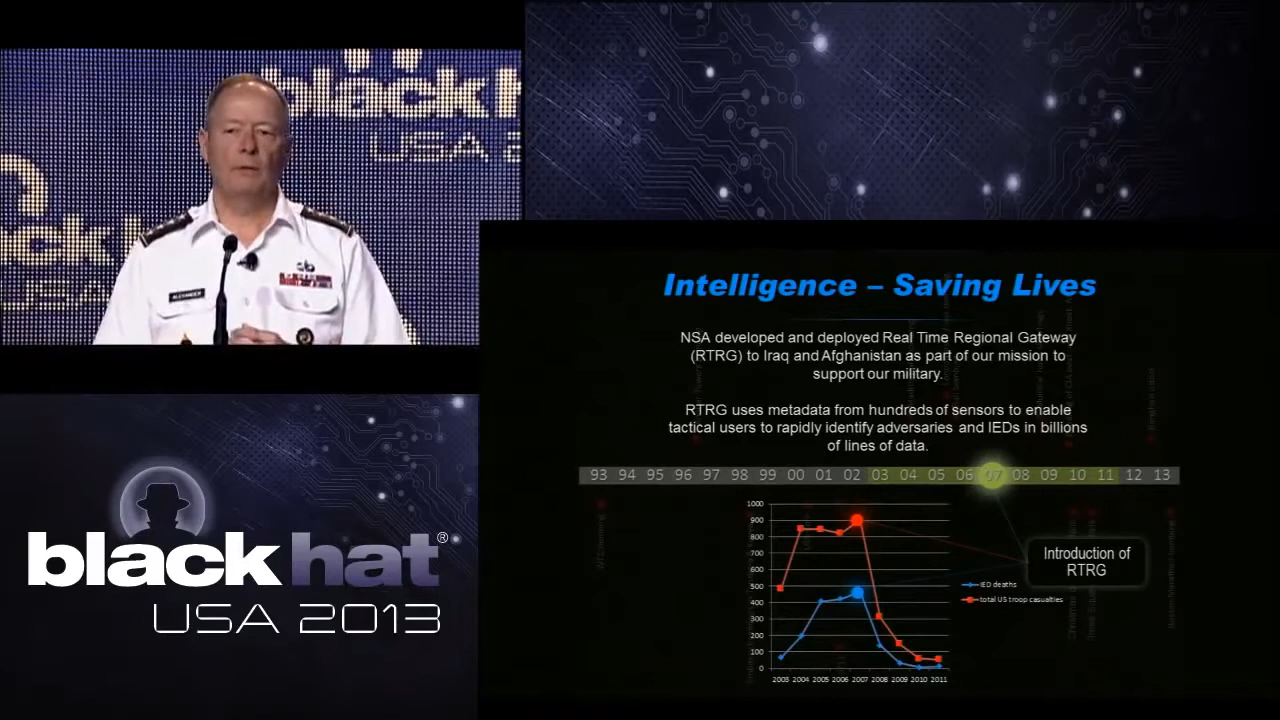 black h
USA 2
ack
USA
ALEXANDER
Intelligence – Saving Lives
NSA developed and deployed Real Time Regional Gateway
(RTRG) to Iraq and Afghanistan as part of our mission to
support our military.
RTRG uses metadata from hundreds of sensors to enable
tactical users to rapidly identify adversaries and IEDs in billions
of lines of data.
93 94 95 96 97 98 99 00 01 02 03 04 05 06 07 08 09 10 11 12 13
1000
900
800
700
600
500
400
300
200
100
0
2003 2004 2005 2006 2007 2008 2009 2010 2011
IED deaths
total US troop casualties
Introduction of
RTRG
black hat®
USA 2013